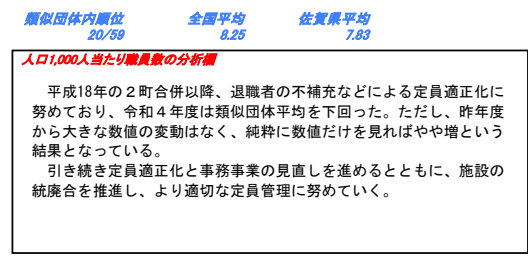 類似団体内順位 全国平均 佐賀県平均
20/59 8.25 7.83
人口1,000人当たり職員数の分析欄
平成18年の２町合併以降、退職者の不補充などによる定員適正化に
努めており、令和４年度は類似団体平均を下回った。ただし、昨年度
から大きな数値の変動はなく、純粋に数値だけを見ればやや増という
結果となっている。
引き続き定員適正化と事務事業の見直しを進めるとともに、施設の
統廃合を推進し、より適切な定員管理に努めていく。